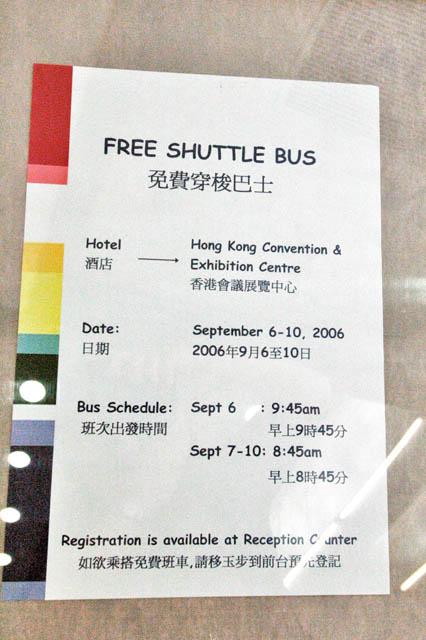 FREE SHUTTLE BUS
免費穿梭巴士
Hotel → Hong Kong Convention &
Exhibition Centre
酒店
香港會議展覽中心
Date: September 6-10, 2006
日期 2006年9月6至10日
Bus Schedule: Sept 6 : 9:45am
班次出發時間 早上9時45分
Sept 7-10: 8:45am
早上8時45分
Registration is available at Reception Counter
如欲乘搭免費班車,請移玉步到前台預先登記